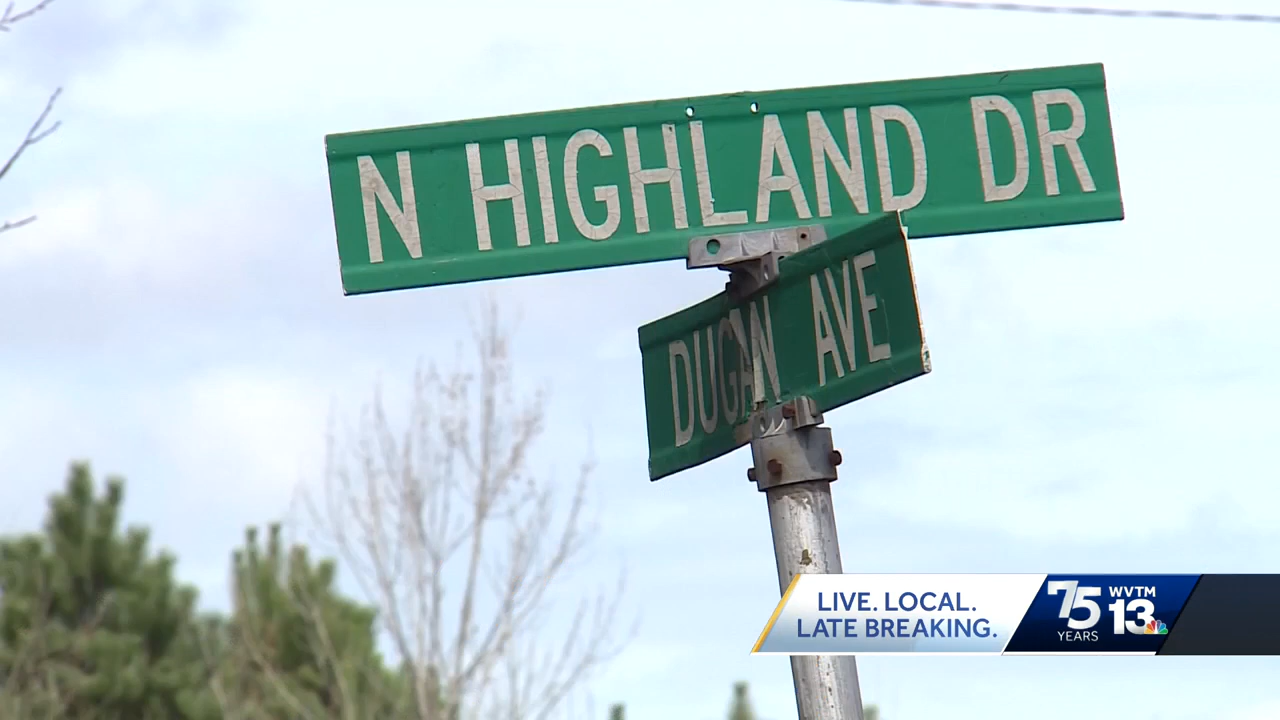 N HIGHLAND DR
DUGAN AVE
LIVE. LOCAL.
LATE BREAKING.
75
YEARS
WVTM
13